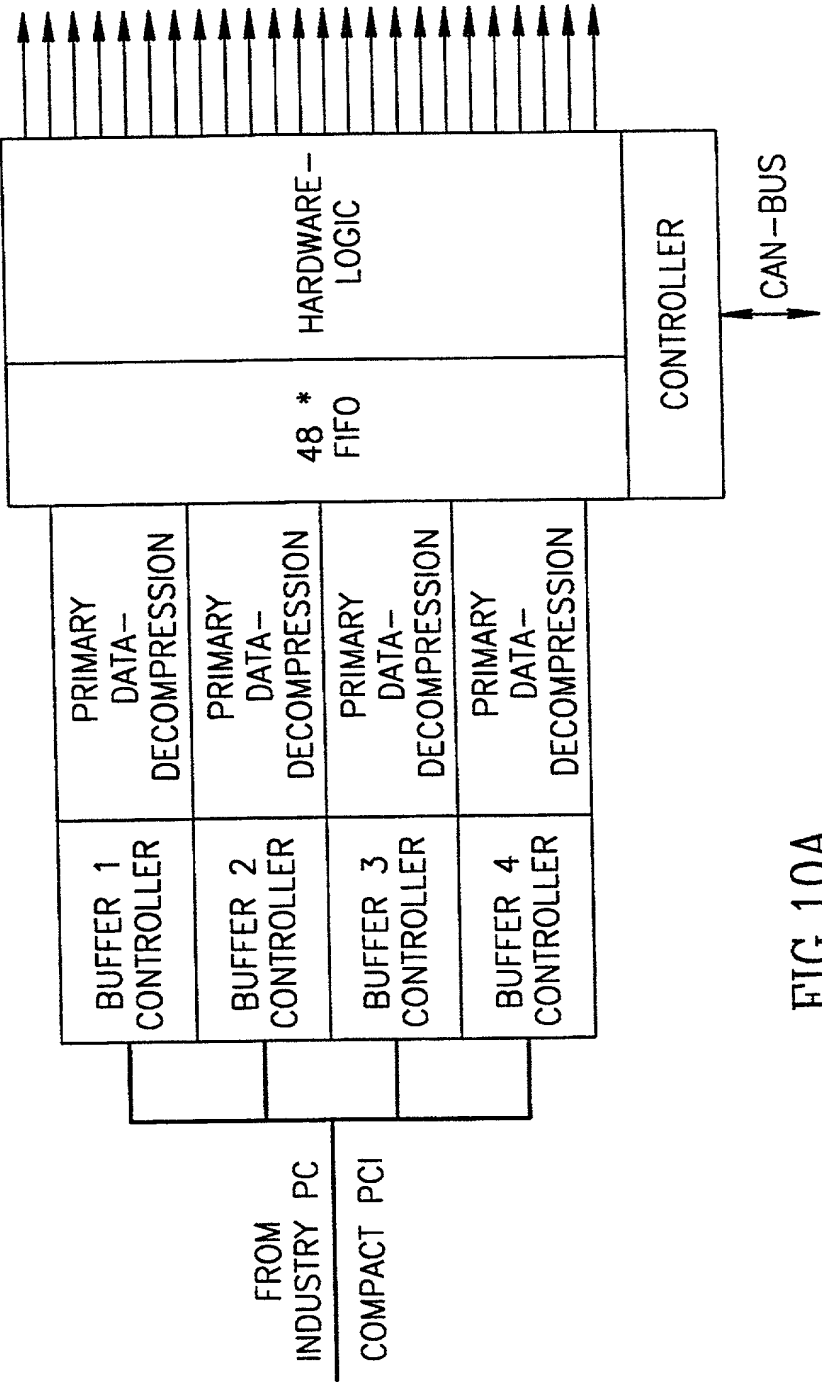 FROM
INDUSTRY PC
COMPACT PCI
BUFFER 1
CONTROLLER
PRIMARY
DATA-
DECOMPRESSION
BUFFER 2
CONTROLLER
PRIMARY
DATA-
DECOMPRESSION
BUFFER 3
CONTROLLER
PRIMARY
DATA-
DECOMPRESSION
BUFFER 4
CONTROLLER
PRIMARY
DATA-
DECOMPRESSION
48 *
FIFO
HARDWARE-
LOGIC
CONTROLLER
CAN-BUS
FIG. 10A